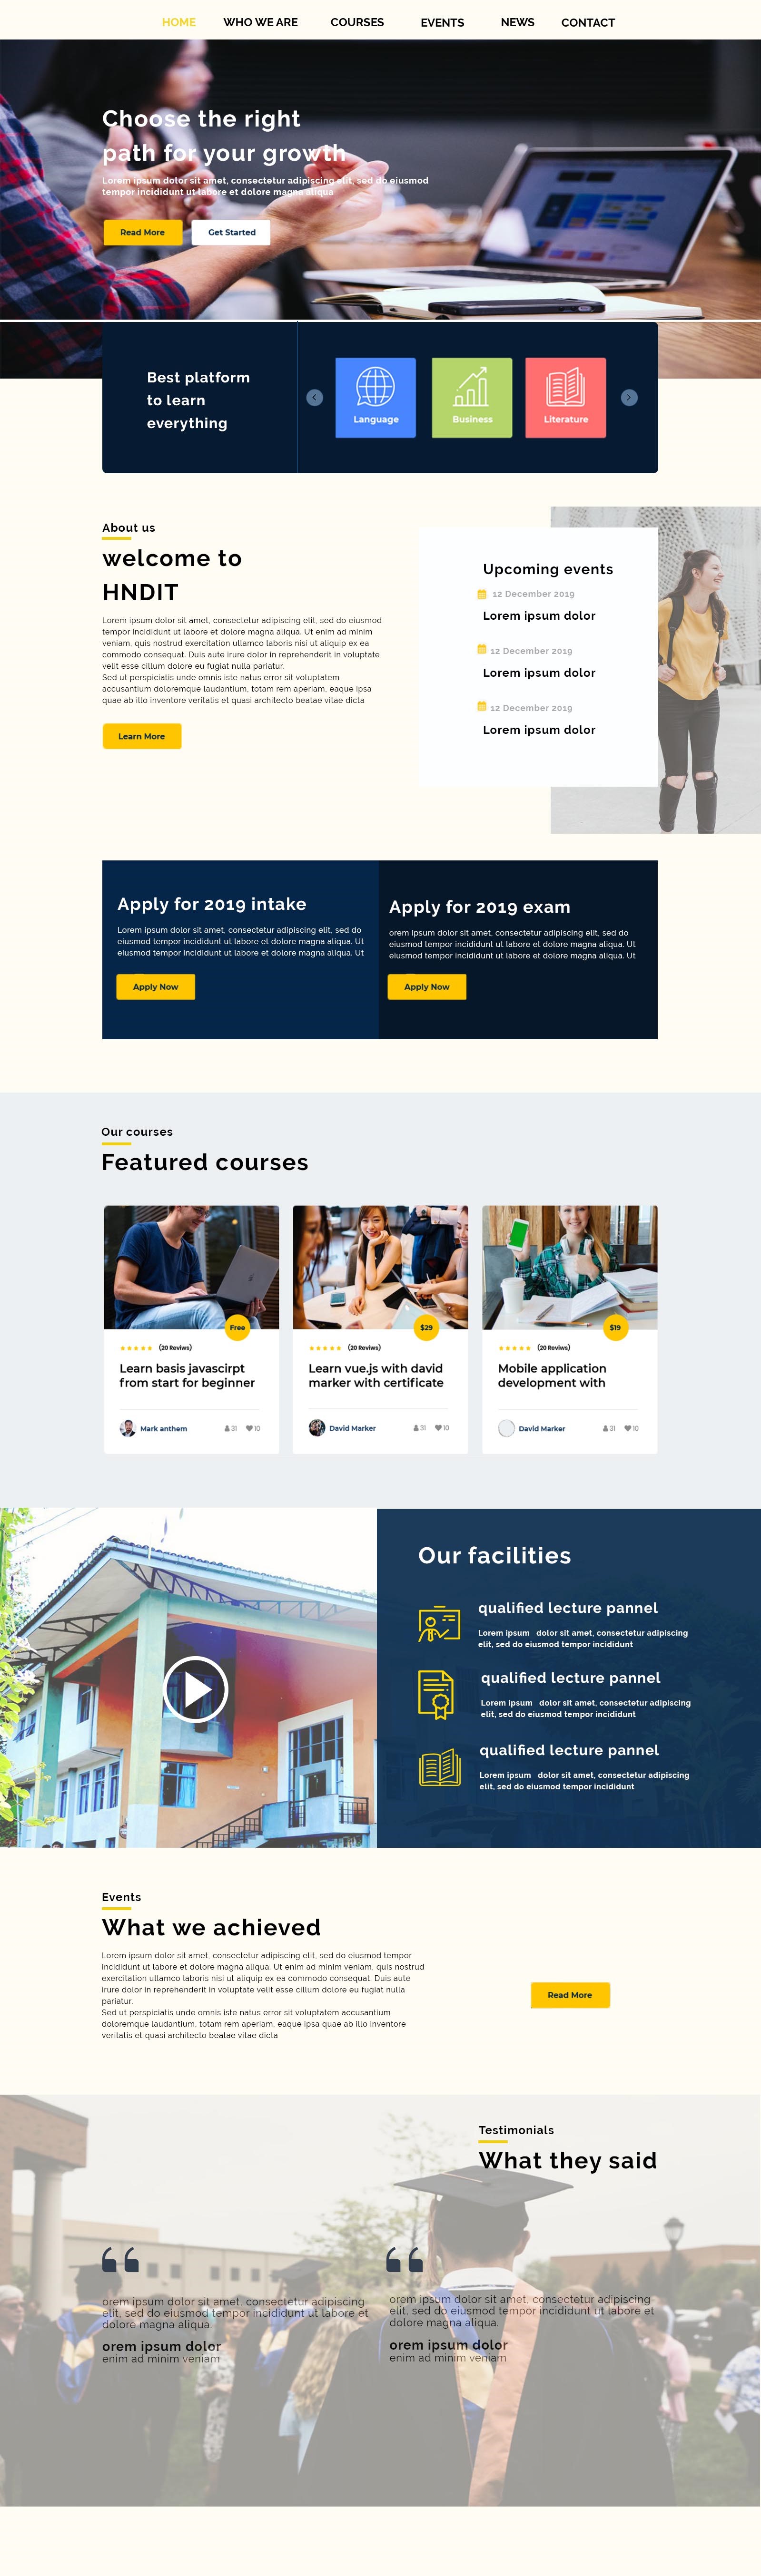 HOME WHO WE ARE COURSES EVENTS NEWS CONTACT
Choose the right
path for your growth
Lorem ipsum dolor sit amet, consectetur adipiscing elit, sed do eiusmod
tempor incididunt ut labore et dolore magna aliqua
Read More Get Started
Best platform
to learn
everything
Language Business Literature
About us
welcome to
HNDIT
Lorem ipsum dolor sit amet, consectetur adipiscing elit, sed do eiusmod
tempor incididunt ut labore et dolore magna aliqua. Ut enim ad minim
veniam, quis nostrud exercitation ullamco laboris nisi ut aliquip ex ea
commodo consequat. Duis aute irure dolor in reprehenderit in voluptate
velit esse cillum dolore eu fugiat nulla pariatur.
Sed ut perspiciatis unde omnis iste natus error sit voluptatem
accusantium doloremque laudantium, totam rem aperiam, eaque ipsa
quae ab illo inventore veritatis et quasi architecto beatae vitae dicta
Learn More
Upcoming events
12 December 2019
Lorem ipsum dolor
12 December 2019
Lorem ipsum dolor
12 December 2019
Lorem ipsum dolor
Apply for 2019 intake
Lorem ipsum dolor sit amet, consectetur adipiscing elit, sed do
eiusmod tempor incididunt ut labore et dolore magna aliqua. Ut
eiusmod tempor incididunt ut labore et dolore magna aliqua. Ut
Apply Now
Apply for 2019 exam
orem ipsum dolor sit amet, consectetur adipiscing elit, sed do
eiusmod tempor incididunt ut labore et dolore magna aliqua. Ut
eiusmod tempor incididunt ut labore et dolore magna aliqua. Ut
Apply Now
Our courses
Featured courses
Free
(20 Reviws)
Learn basis javascirpt
from start for beginner
Mark anthem 31 10
$29
(20 Reviws)
Learn vue.js with david
marker with certificate
David Marker 31 10
$19
(20 Reviws)
Mobile application
development with
David Marker 31 10
Our facilities
qualified lecture pannel
Lorem ipsum dolor sit amet, consectetur adipiscing
elit, sed do eiusmod tempor incididunt
qualified lecture pannel
Lorem ipsum dolor sit amet, consectetur adipiscing
elit, sed do eiusmod tempor incididunt
qualified lecture pannel
Lorem ipsum dolor sit amet, consectetur adipiscing
elit, sed do eiusmod tempor incididunt
Events
What we achieved
Lorem ipsum dolor sit amet, consectetur adipiscing elit, sed do eiusmod tempor
incididunt ut labore et dolore magna aliqua. Ut enim ad minim veniam, quis nostrud
exercitation ullamco laboris nisi ut aliquip ex ea commodo consequat. Duis aute
irure dolor in reprehenderit in voluptate velit esse cillum dolore eu fugiat nulla
pariatur.
Sed ut perspiciatis unde omnis iste natus error sit voluptatem accusantium
doloremque laudantium, totam rem aperiam, eaque ipsa quae ab illo inventore
veritatis et quasi architecto beatae vitae dicta
Read More
Testimonials
What they said
orem ipsum dolor sit amet, consectetur adipiscing
elit, sed do eiusmod tempor incididunt ut labore et
dolore magna aliqua.
orem ipsum dolor
enim ad minim veniam
orem ipsum dolor sit amet, consectetur adipiscing
elit, sed do eiusmod tempor incididunt ut labore et
dolore magna aliqua.
orem ipsum dolor
enim ad minim veniam